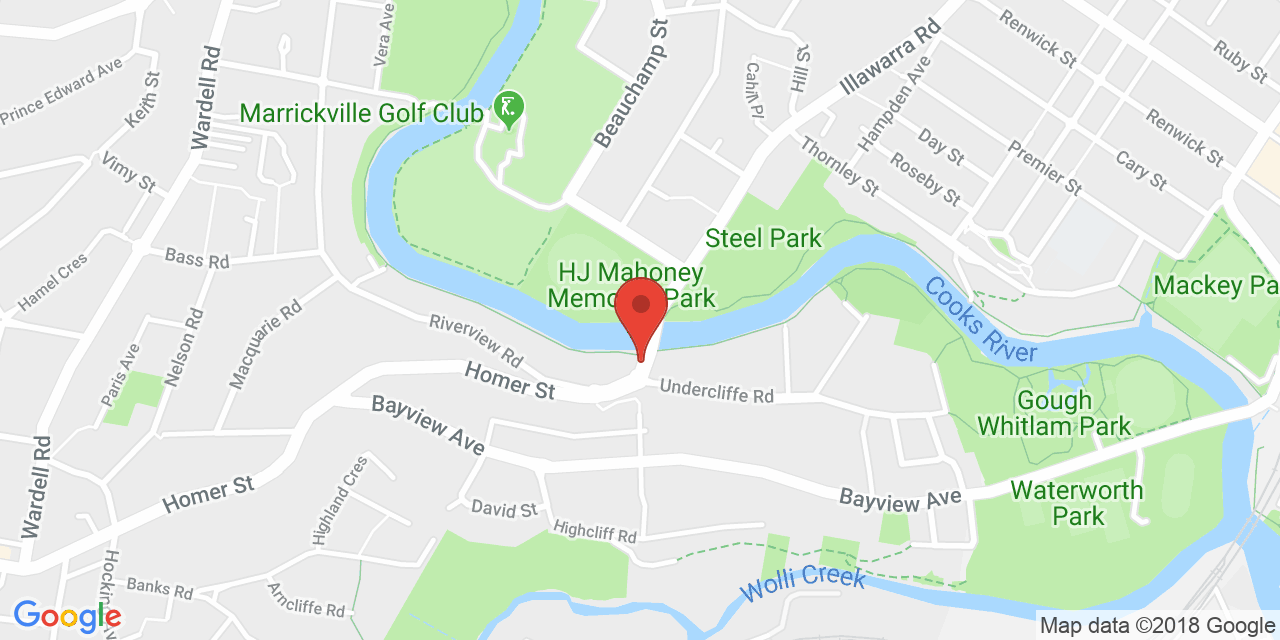 Renwick St
Ruby St
Beauchamp St
Illawarra Rd
Vera Ave
Prince Edward Ave
Keith St
Wardell Rd
Hill St
Cahill Pl
Hampden Ave
Marrickville Golf Club
Renwick St
Day St
Premier St
Cary St
Vimy St
Thornley St
Roseby St
Steel Park
Bass Rd
Hamel Cres
HJ Mahoney
Park
Mackey Pa
Cooks River
Macquarie Rd
Riverview Rd
Nelson Rd
Paris Ave
Homer St
Undercliffe Rd
Bayview Ave
Gough
Whitlam Park
Wardell Rd
Homer St
Highland Cres
David St
Highcliff Rd
Bayview Ave
Waterworth
Park
Wolli Creek
Banks Rd
Arncliffe Rd
Google
Map data ©2018 Google